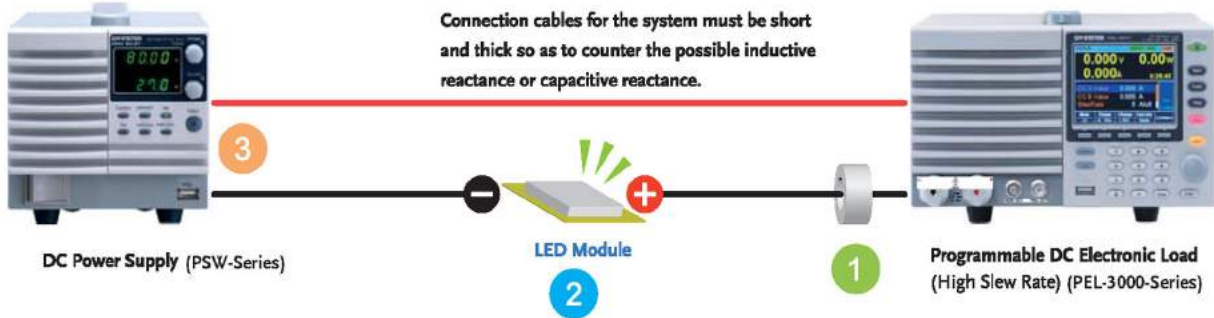 Connection cables for the system must be short
and thick so as to counter the possible inductive
reactance or capacitive reactance.
80.00
27.0
0.000 V 0.00W
0.000A
3
−
+
LED Module
2
1
DC Power Supply (PSW-Series)
Programmable DC Electronic Load
(High Slew Rate) (PEL-3000-Series)